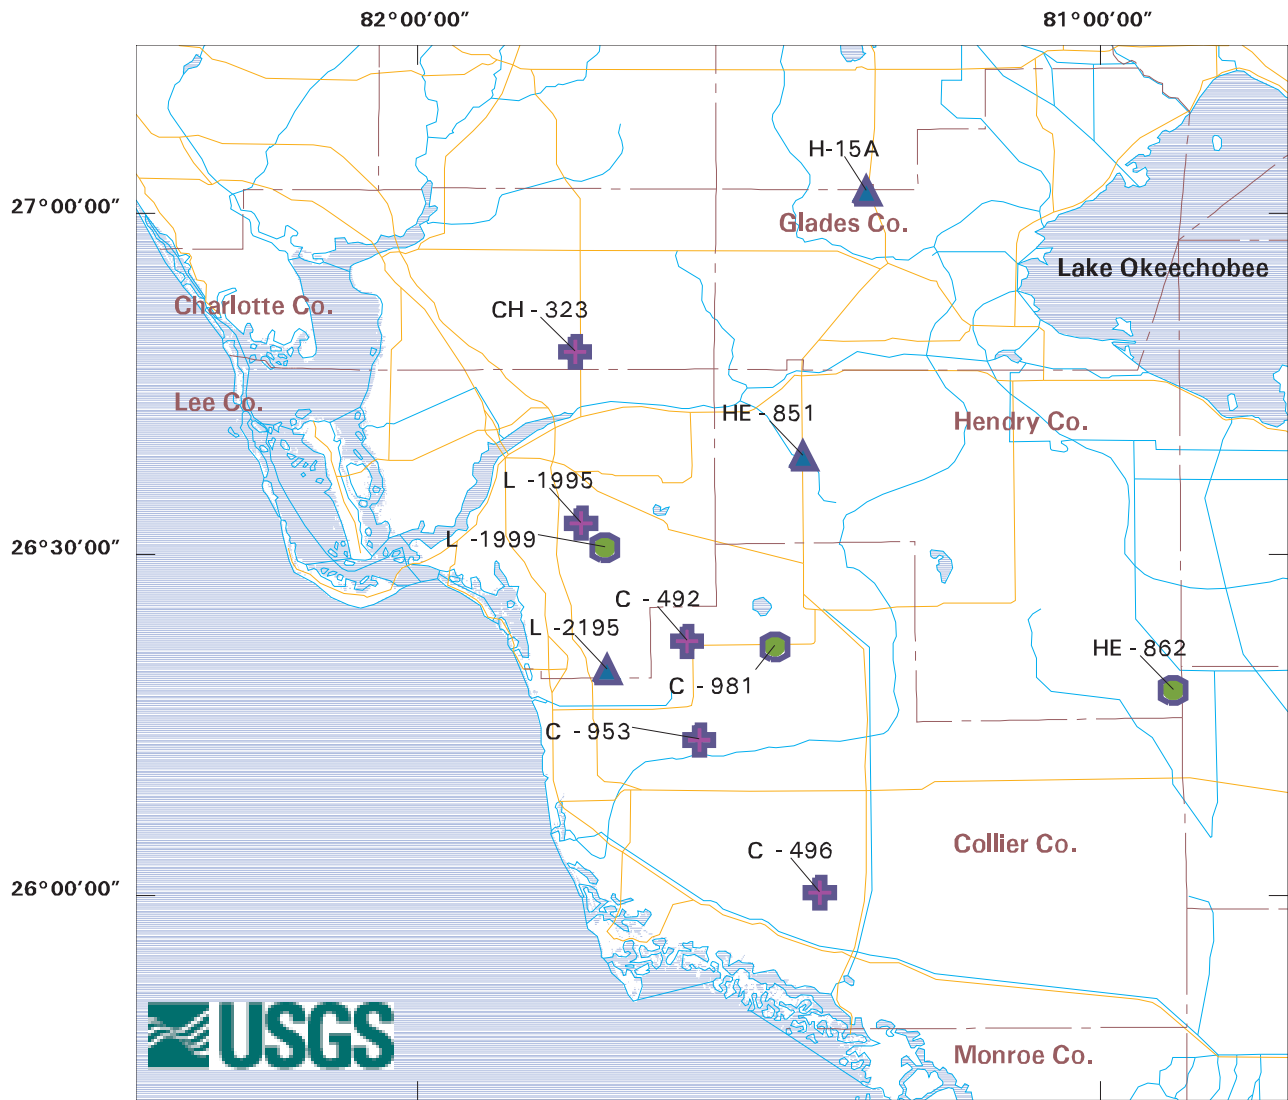 82°00'00" 81°00'00"
H-15A
27°00'00"
Glades Co.
Lake Okeechobee
Charlotte Co.
CH - 323
Lee Co.
HE - 851
Hendry Co.
L -1995
L -1999
26°30'00"
C - 492
L -2195
HE - 862
C - 981
C - 953
Collier Co.
C - 496
26°00'00"
USGS
Monroe Co.